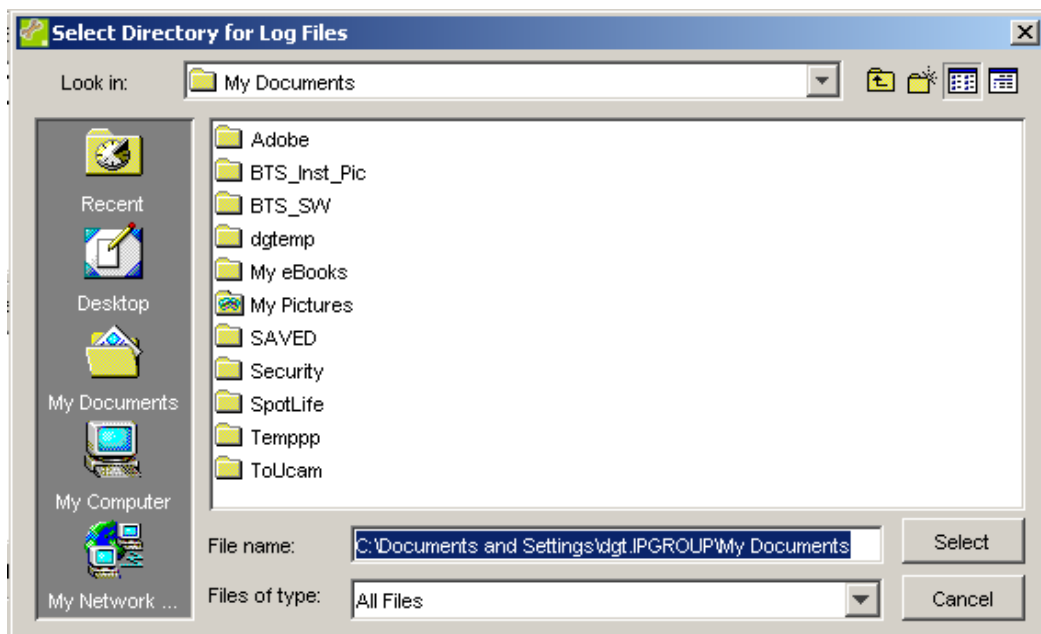 Select Directory for Log Files
Look in:
My Documents
Recent
Desktop
My Documents
My Computer
My Network ...
Adobe
BTS_Inst_Pic
BTS_SW
dgtemp
My eBooks
My Pictures
SAVED
Security
SpotLife
Temppp
ToUcam
File name:
C:\Documents and Settings\dgt.IPGROUP\My Documents
Select
Files of type:
All Files
Cancel